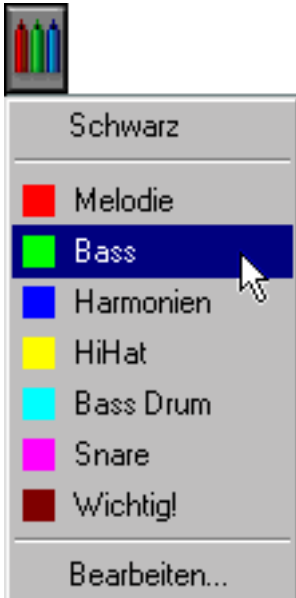 Schwarz
Melodie
Bass
Harmonien
HiHat
Bass Drum
Snare
Wichtig!
Bearbeiten...